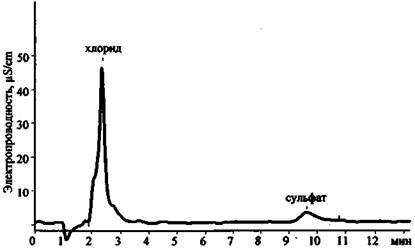 хлорид
Электропроводность, µS/cm
50
40
30
20
10
сульфат
0 1 2 3 4 5 6 7 8 9 10 11 12 мин